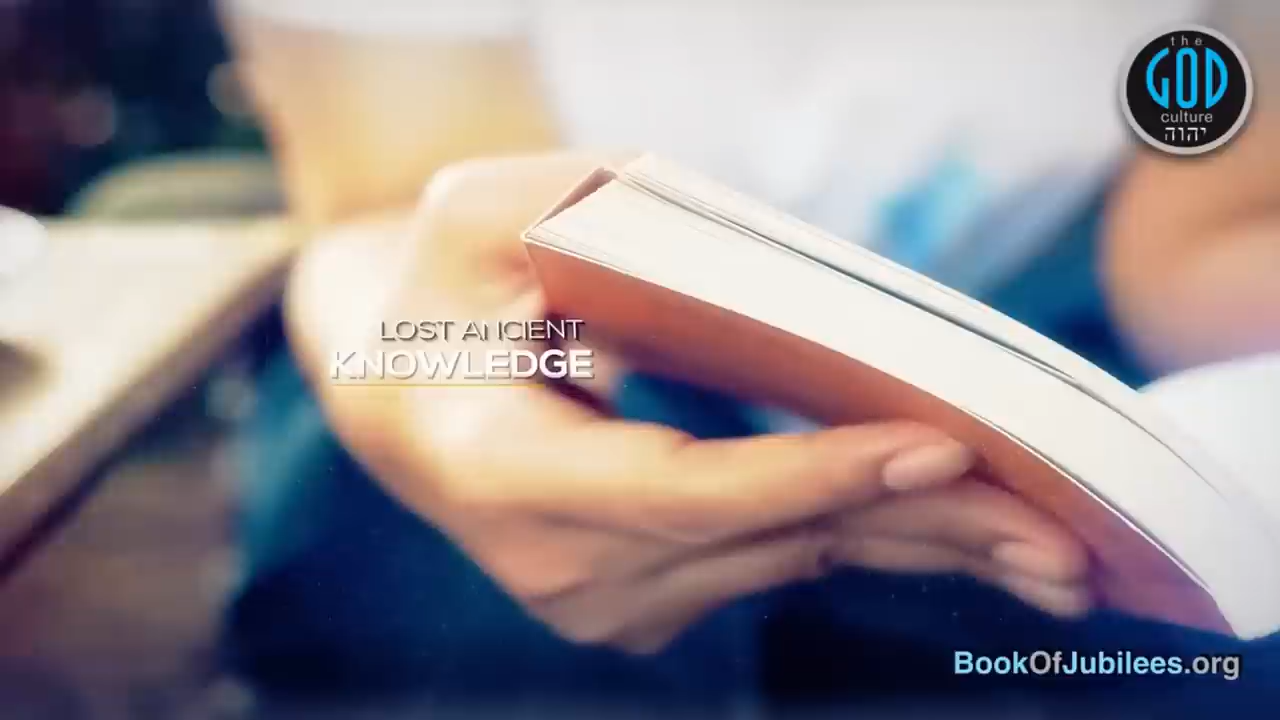 the
GOD
culture
יהוה
LOST ANCIENT
KNOWLEDGE
BookOfJubilees.org